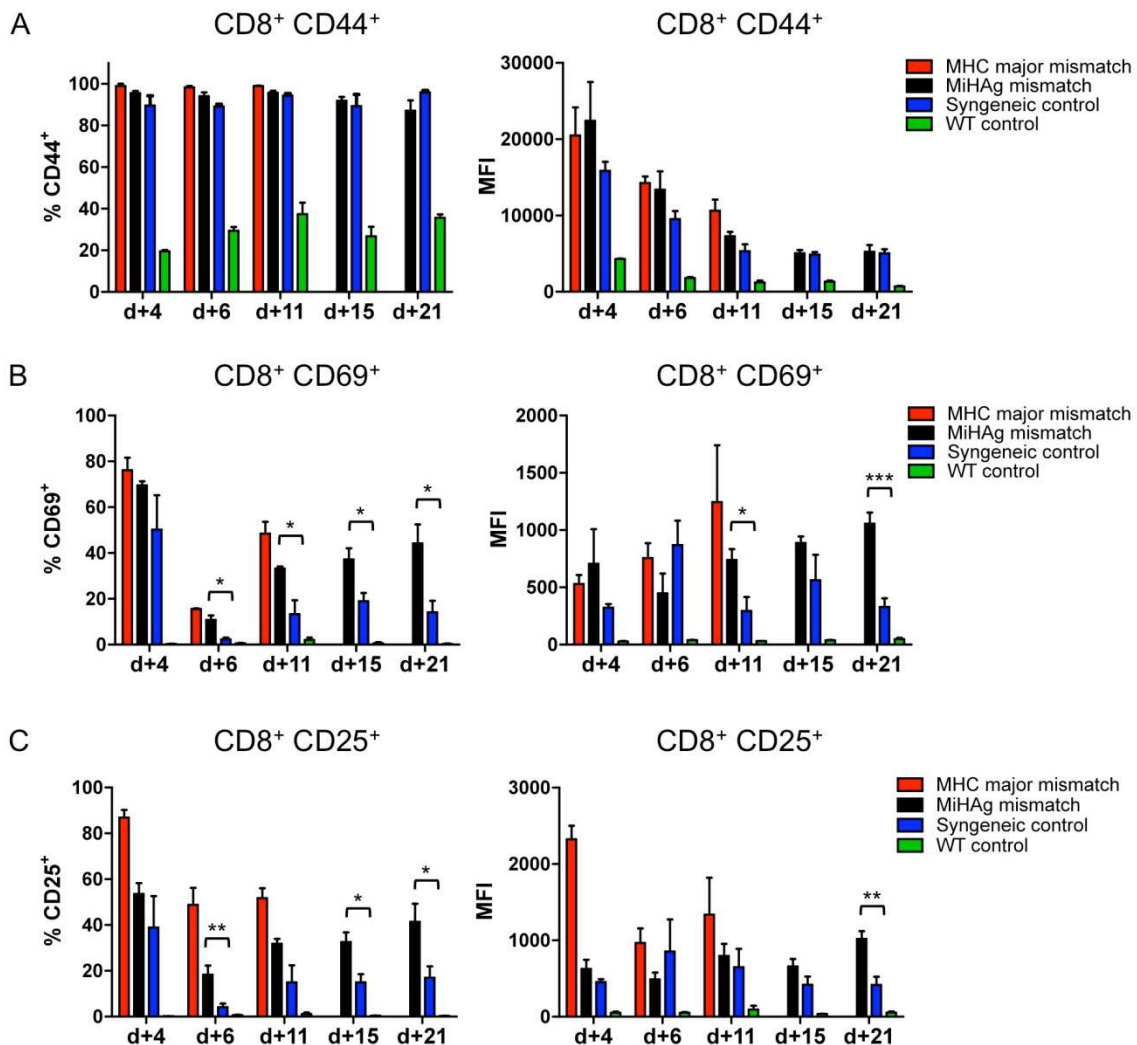 A
CD8+ CD44+
CD8+ CD44+
% CD44+
100
80
60
40
20
0
d+4 d+6 d+11 d+15 d+21
MFI
30000
20000
10000
0
d+4 d+6 d+11 d+15 d+21
MHC major mismatch
MiHAg mismatch
Syngeneic control
WT control
B
CD8+ CD69+
CD8+ CD69+
% CD69+
100
80
60
40
20
0
*
*
*
*
d+4 d+6 d+11 d+15 d+21
MFI
2000
1500
1000
500
0
*
***
d+4 d+6 d+11 d+15 d+21
MHC major mismatch
MiHAg mismatch
Syngeneic control
WT control
C
CD8+ CD25+
CD8+ CD25+
% CD25+
100
80
60
40
20
0
**
*
*
d+4 d+6 d+11 d+15 d+21
MFI
3000
2000
1000
0
**
d+4 d+6 d+11 d+15 d+21
MHC major mismatch
MiHAg mismatch
Syngeneic control
WT control